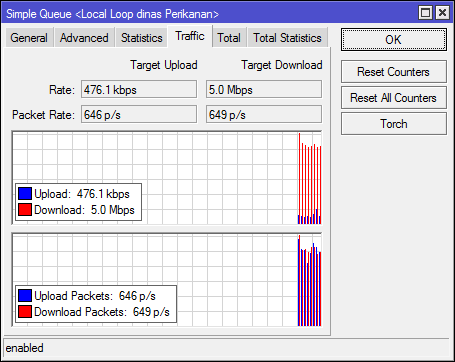 Simple Queue <Local Loop dinas Perikanan>
General Advanced Statistics Traffic Total Total Statistics
Target Upload Target Download
Rate: 476.1 kbps 5.0 Mbps
Packet Rate: 646 p/s 649 p/s
Upload: 476.1 kbps
Download: 5.0 Mbps
Upload Packets: 646 p/s
Download Packets: 649 p/s
OK
Reset Counters
Reset All Counters
Torch
enabled